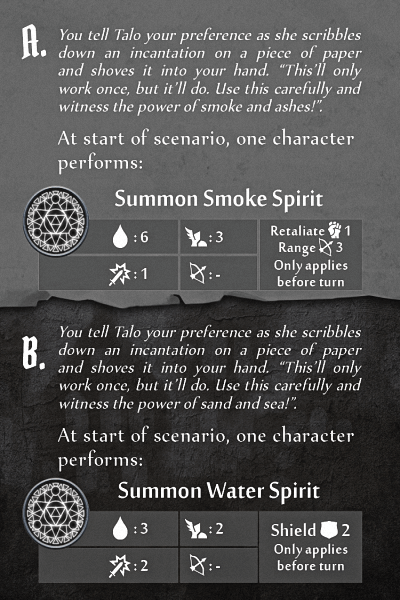 A.
You tell Talo your preference as she scribbles
down an incantation on a piece of paper
and shoves it into your hand. “This’ll only
work once, but it’ll do. Use this carefully and
witness the power of smoke and ashes!”.
At start of scenario, one character
performs:
Summon Smoke Spirit
: 6
: 3
Retaliate 1
Range 3
Only applies
before turn
: 1
: -
B.
You tell Talo your preference as she scribbles
down an incantation on a piece of paper
and shoves it into your hand. “This’ll only
work once, but it’ll do. Use this carefully and
witness the power of sand and sea!”.
At start of scenario, one character
performs:
Summon Water Spirit
: 3
: 2
Shield 2
Only applies
before turn
: 2
: -